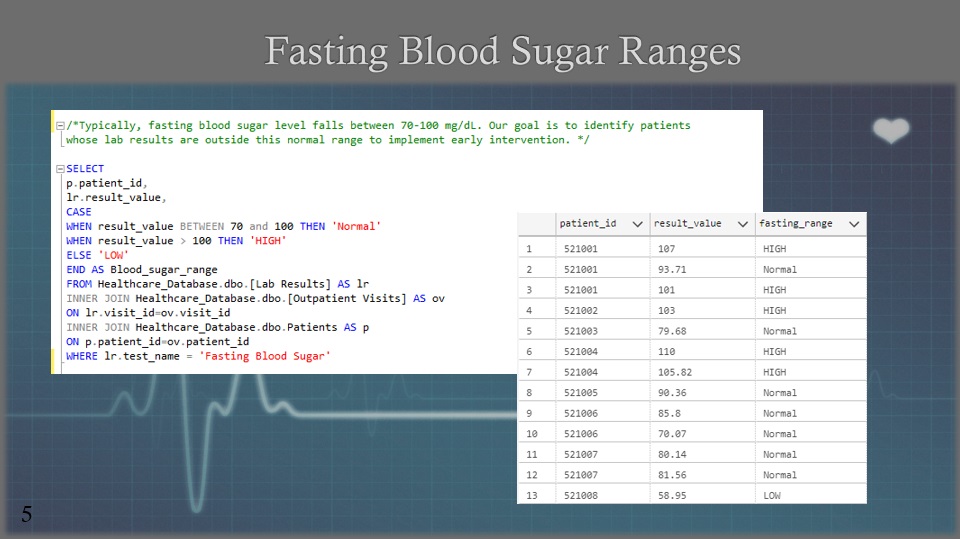 Fasting Blood Sugar Ranges
/*Typically, fasting blood sugar level falls between 70-100 mg/dL. Our goal is to identify patients
whose lab results are outside this normal range to implement early intervention. */
SELECT
p.patient_id,
lr.result_value,
CASE
WHEN result_value BETWEEN 70 and 100 THEN 'Normal'
WHEN result_value > 100 THEN 'HIGH'
ELSE 'LOW'
END AS Blood_sugar_range
FROM Healthcare_Database.dbo.[Lab Results] AS lr
INNER JOIN Healthcare_Database.dbo.[Outpatient Visits] AS ov
ON lr.visit_id=ov.visit_id
INNER JOIN Healthcare_Database.dbo.Patients AS p
ON p.patient_id=ov.patient_id
WHERE lr.test_name = 'Fasting Blood Sugar'
patient_id result_value fasting_range
1 521001 107 HIGH
2 521001 93.71 Normal
3 521001 101 HIGH
4 521002 103 HIGH
5 521003 79.68 Normal
6 521004 110 HIGH
7 521004 105.82 HIGH
8 521005 90.36 Normal
9 521006 85.8 Normal
10 521006 70.07 Normal
11 521007 80.14 Normal
12 521007 81.56 Normal
13 521008 58.95 LOW
5